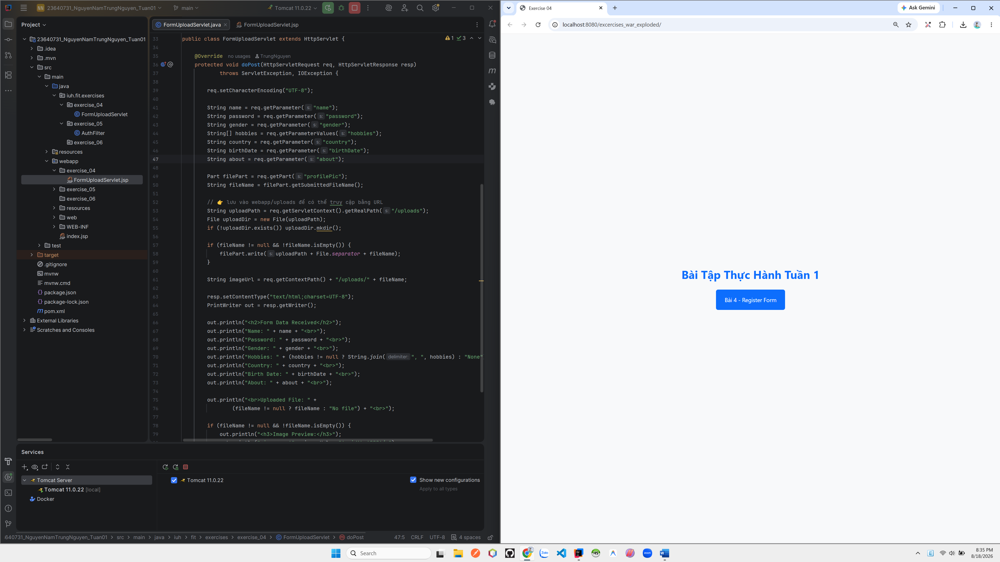 NN 23640731_NguyenNamTrungNguyen_Tuan01 main Tomcat 11.0.22
Project
23640731_NguyenNamTrungNguyen_Tuan01
.idea
.mvn
src
main
java
iuh.fit.exercises
exercise_04
FormUploadServlet
exercise_05
AuthFilter
exercise_06
resources
webapp
exercise_04
FormUploadServlet.jsp
exercise_05
exercise_06
resources
web
WEB-INF
index.jsp
test
target
.gitignore
mvnw
mvnw.cmd
package.json
package-lock.json
pom.xml
External Libraries
Scratches and Consoles
FormUploadServlet.java FormUploadServlet.jsp
1 3
33 public class FormUploadServlet extends HttpServlet {
34
35 @Override no usages TrungNguyen
36 protected void doPost(HttpServletRequest req, HttpServletResponse resp)
37 throws ServletException, IOException {
38
39 req.setCharacterEncoding("UTF-8");
40
41 String name = req.getParameter( s: "name");
42 String password = req.getParameter( s: "password");
43 String gender = req.getParameter( s: "gender");
44 String[] hobbies = req.getParameterValues( s: "hobbies");
45 String country = req.getParameter( s: "country");
46 String birthDate = req.getParameter( s: "birthDate");
47 String about = req.getParameter( s: "about");
48
49 Part filePart = req.getPart( s: "profilePic");
50 String fileName = filePart.getSubmittedFileName();
51
52 // 👉 lưu vào webapp/uploads để có thể truy cập bằng URL
53 String uploadPath = req.getServletContext().getRealPath( s: "/uploads");
54 File uploadDir = new File(uploadPath);
55 if (!uploadDir.exists()) uploadDir.mkdir();
56
57 if (fileName != null && !fileName.isEmpty()) {
58 filePart.write( s: uploadPath + File.separator + fileName);
59 }
60
61 String imageUrl = req.getContextPath() + "/uploads/" + fileName;
62
63 resp.setContentType("text/html;charset=UTF-8");
64 PrintWriter out = resp.getWriter();
65
66 out.println("<h2>Form Data Received</h2>");
67 out.println("Name: " + name + "<br>");
68 out.println("Password: " + password + "<br>");
69 out.println("Gender: " + gender + "<br>");
70 out.println("Hobbies: " + (hobbies != null ? String.join( delimiter: ", ", hobbies) : "None"
71 out.println("Country: " + country + "<br>");
72 out.println("Birth Date: " + birthDate + "<br>");
73 out.println("About: " + about + "<br>");
74
75 out.println("<br>Uploaded File: " +
76 (fileName != null ? fileName : "No file") + "<br>");
77
78 if (fileName != null && !fileName.isEmpty()) {
79 out.println("<h3>Image Preview:</h3>");
Services
Tomcat Server
Tomcat 11.0.22 [local]
Docker
Tomcat 11.0.22
Show new configurations
Apply to all types
3640731_NguyenNamTrungNguyen_Tuan01 > src > main > java > iuh > fit > exercises > exercise_04 > FormUploadServlet > doPost 47:5 CRLF UTF-8 4 spaces
Exercise 04
Ask Gemini
localhost:8080/excercises_war_exploded/
Bài Tập Thực Hành Tuần 1
Bài 4 - Register Form
Search
Zalo
IJ
HS
zoom
W
E
8:35 PM
8/18/2026